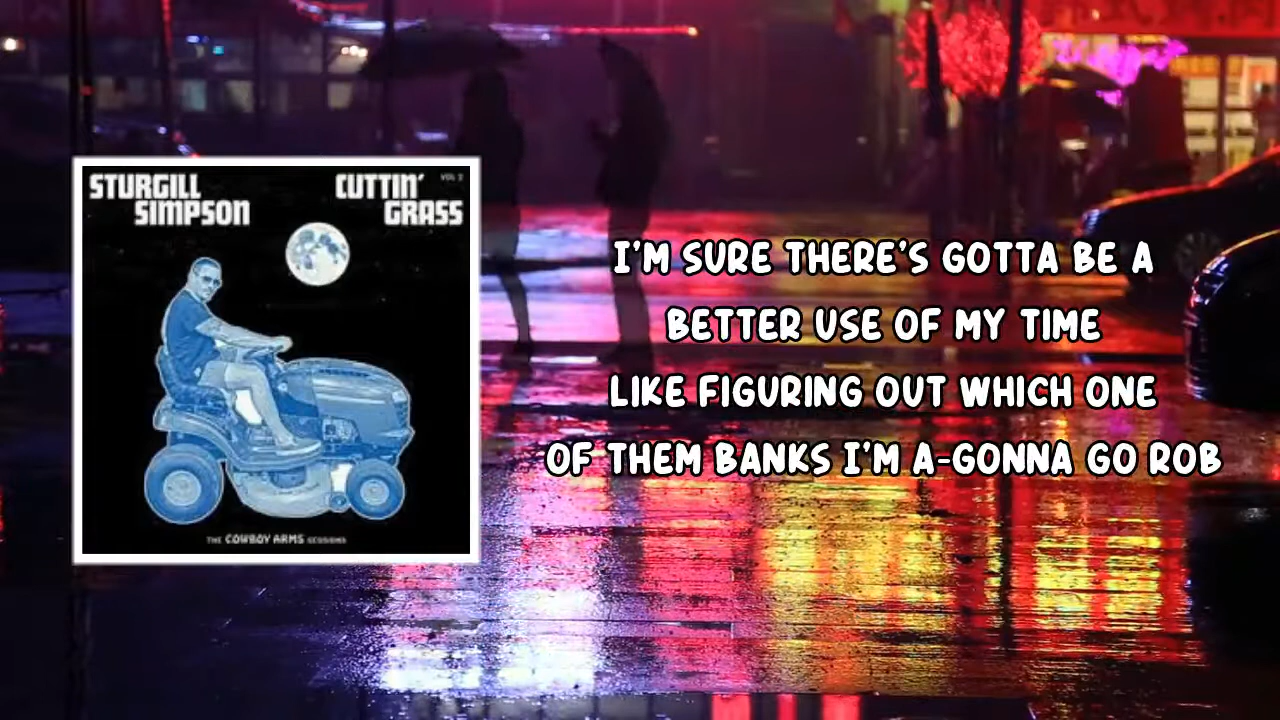 STURGILL
SIMPSON
CUTTIN'
GRASS
VOL 2
THE COWBOY ARMS SESSIONS
I'M SURE THERE'S GOTTA BE A
BETTER USE OF MY TIME
LIKE FIGURING OUT WHICH ONE
OF THEM BANKS I'M A-GONNA GO ROB